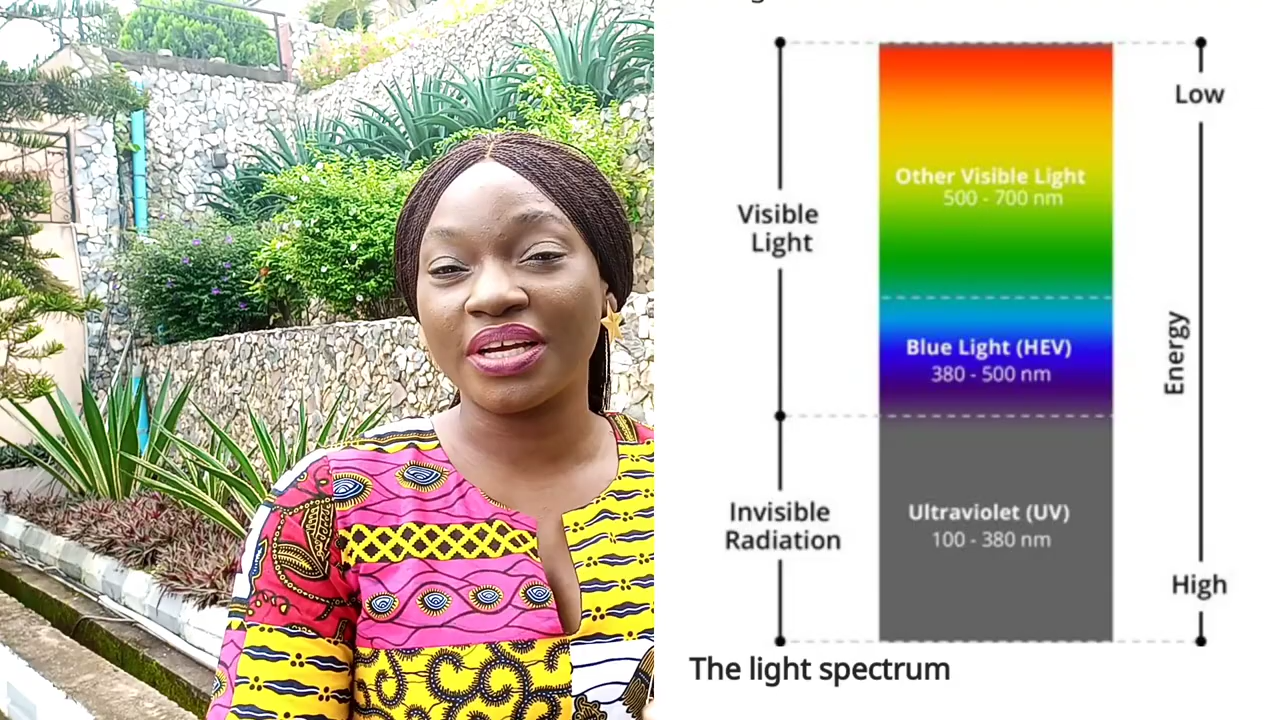 Low
Other Visible Light
500 - 700 nm
Visible
Light
Energy
Blue Light (HEV)
380 - 500 nm
Invisible
Radiation
Ultraviolet (UV)
100 - 380 nm
High
The light spectrum